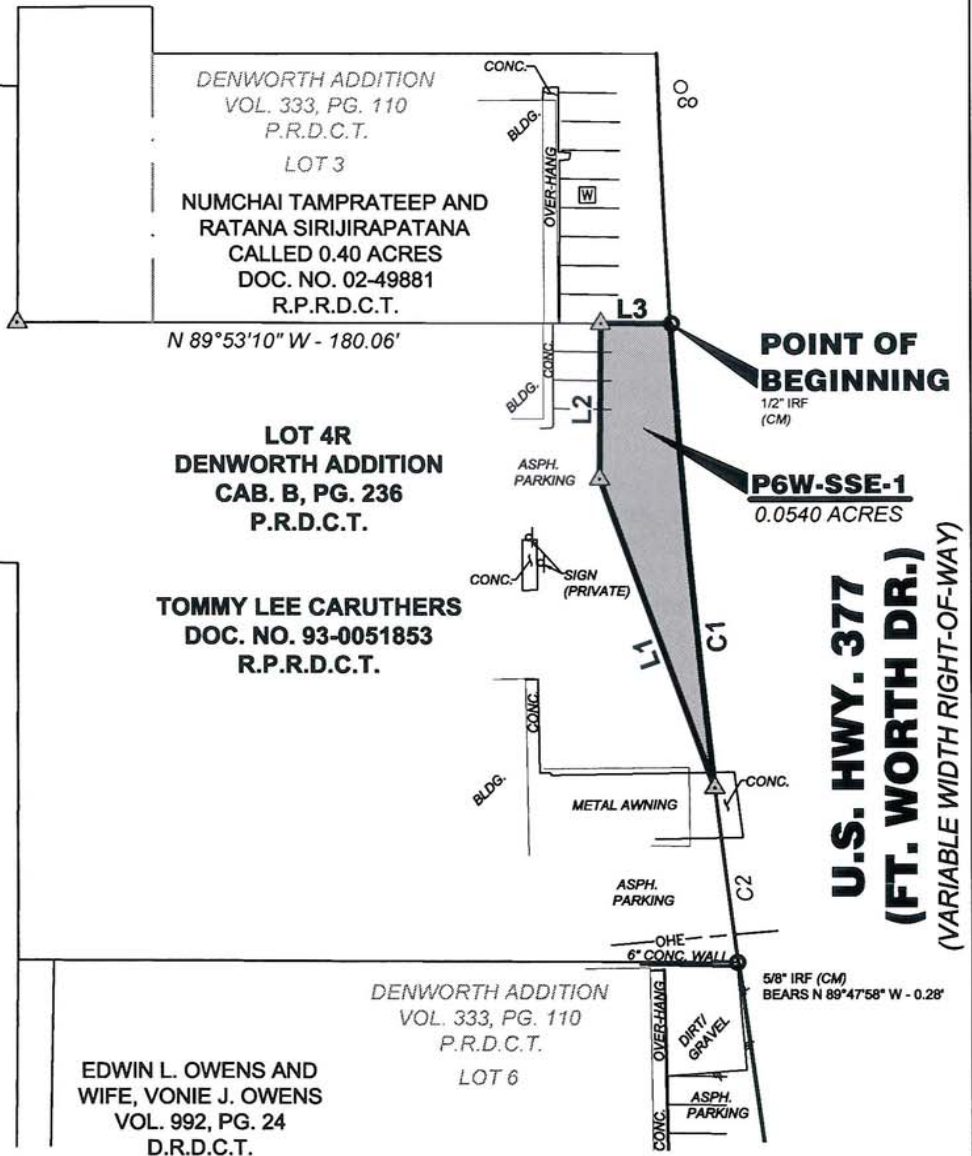 DENWORTH ADDITION
VOL. 333, PG. 110
P.R.D.C.T.
LOT 3
NUMCHAI TAMPRATEEP AND
RATANA SIRIJIRAPATANA
CALLED 0.40 ACRES
DOC. NO. 02-49881
R.P.R.D.C.T.
CONC.
BLDG.
OVER-HANG
W
CO
N 89°53'10" W - 180.06'
L3
POINT OF
BEGINNING
1/2" IRF
(CM)
CONC.
BLDG.
L2
LOT 4R
DENWORTH ADDITION
CAB. B, PG. 236
P.R.D.C.T.
ASPH.
PARKING
P6W-SSE-1
0.0540 ACRES
CONC.
SIGN
(PRIVATE)
TOMMY LEE CARUTHERS
DOC. NO. 93-0051853
R.P.R.D.C.T.
L1
C1
U.S. HWY. 377
(FT. WORTH DR.)
(VARIABLE WIDTH RIGHT-OF-WAY)
CONC.
BLDG.
METAL AWNING
CONC.
ASPH.
PARKING
C2
OHE
6" CONC. WALL
5/8" IRF (CM)
BEARS N 89°47'58" W - 0.28'
DENWORTH ADDITION
VOL. 333, PG. 110
P.R.D.C.T.
LOT 6
OVER-HANG
DIRT/
GRAVEL
EDWIN L. OWENS AND
WIFE, VONIE J. OWENS
VOL. 992, PG. 24
D.R.D.C.T.
CONC.
ASPH.
PARKING